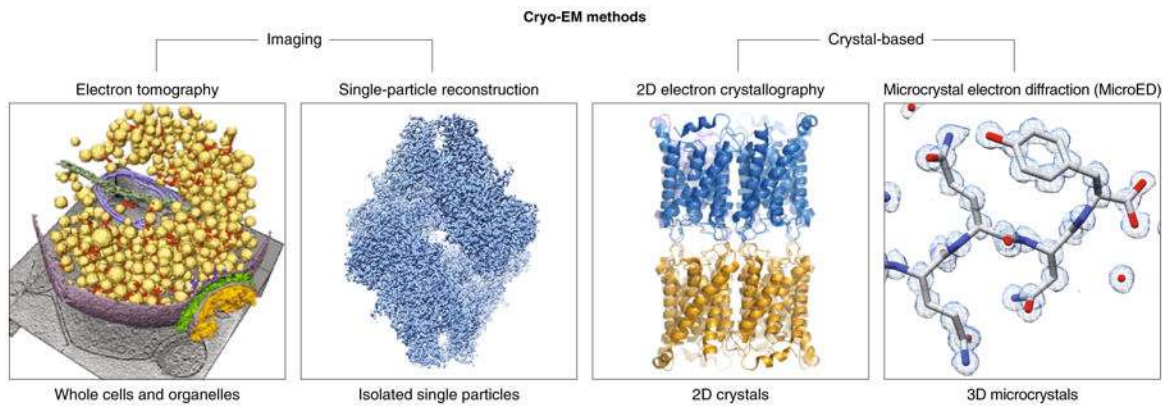 Cryo-EM methods
Imaging
Crystal-based
Electron tomography
Single-particle reconstruction
2D electron crystallography
Microcrystal electron diffraction (MicroED)
Whole cells and organelles
Isolated single particles
2D crystals
3D microcrystals